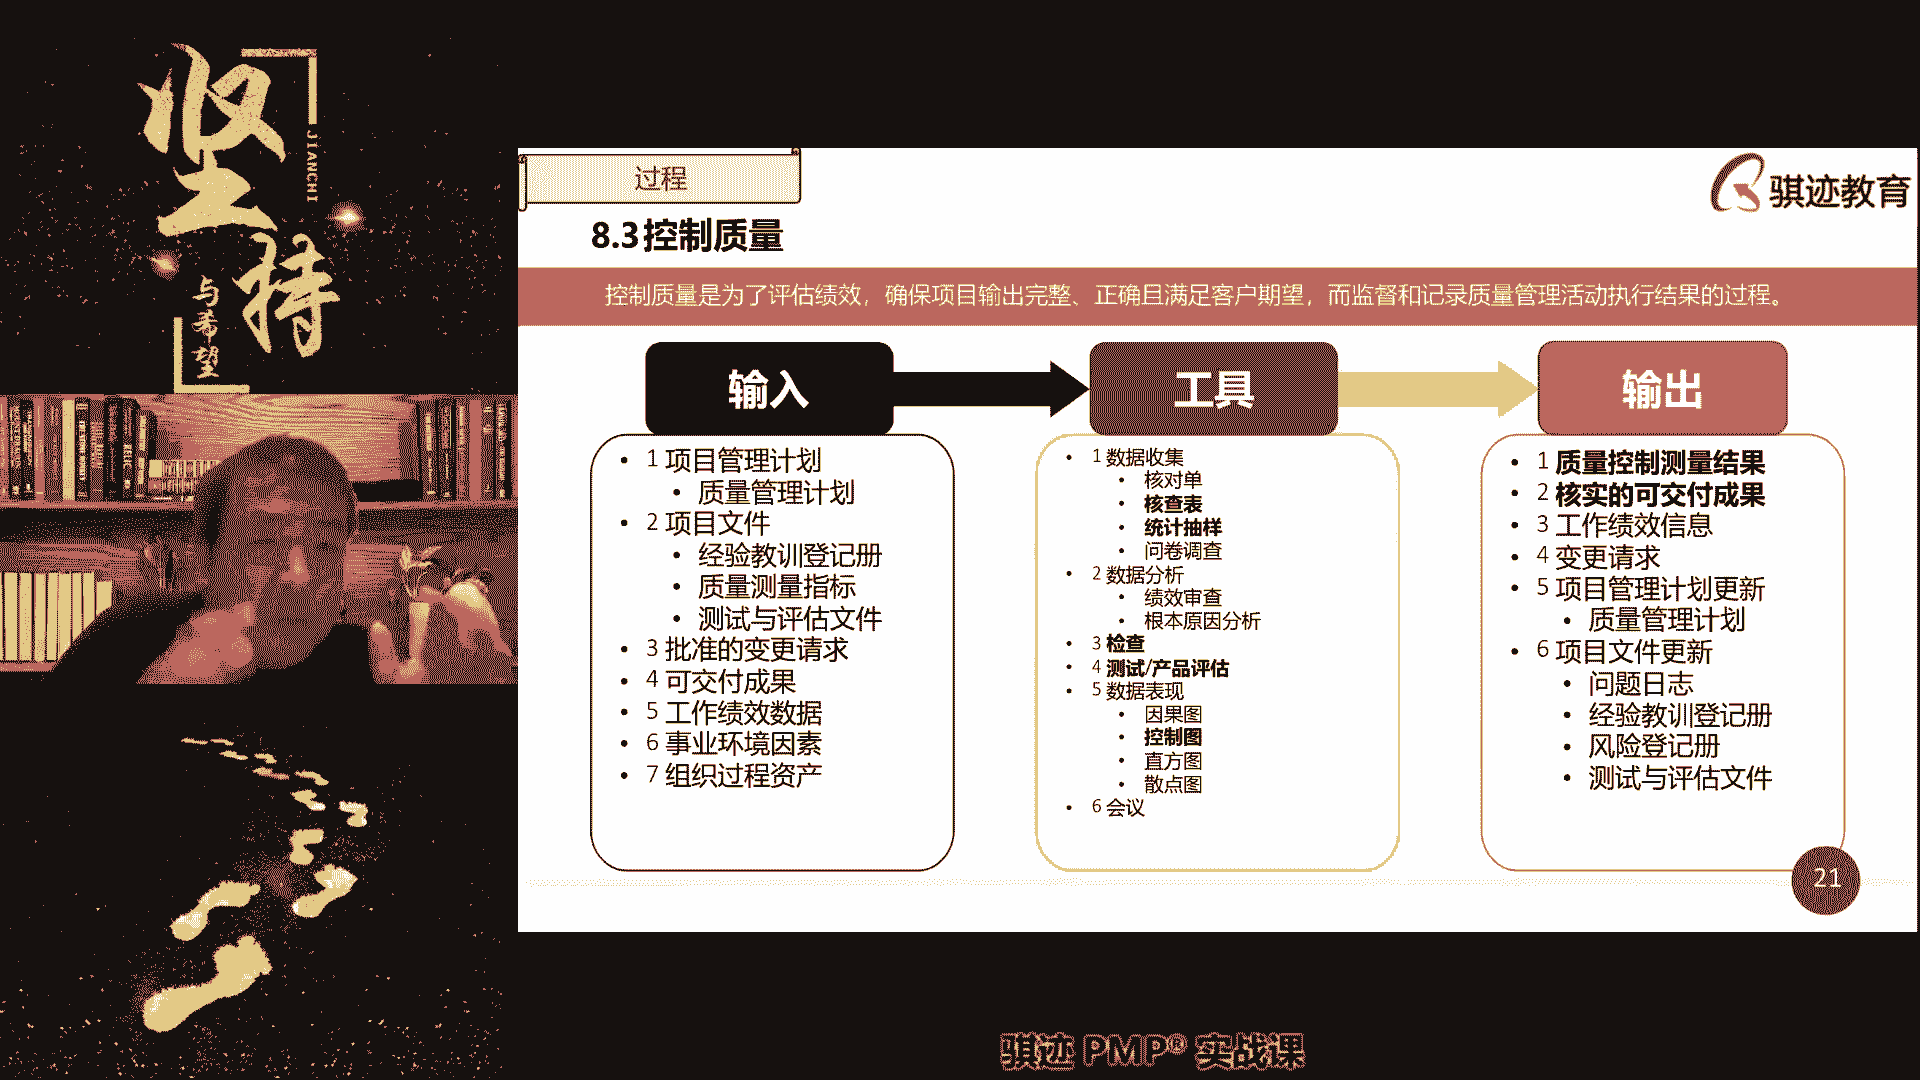 坚持
JIANCHI
与希望
过程
骐迹教育
8.3控制质量
控制质量是为了评估绩效，确保项目输出完整、正确且满足客户期望，而监督和记录质量管理活动执行结果的过程。
输入
• 1 项目管理计划
• 质量管理计划
• 2 项目文件
• 经验教训登记册
• 质量测量指标
• 测试与评估文件
• 3 批准的变更请求
• 4 可交付成果
• 5 工作绩效数据
• 6 事业环境因素
• 7 组织过程资产
工具
• 1 数据收集
• 核对单
• 核查表
• 统计抽样
• 问卷调查
• 2 数据分析
• 绩效审查
• 根本原因分析
• 3 检查
• 4 测试/产品评估
• 5 数据表现
• 因果图
• 控制图
• 直方图
• 散点图
• 6 会议
输出
• 1 质量控制测量结果
• 2 核实的可交付成果
• 3 工作绩效信息
• 4 变更请求
• 5 项目管理计划更新
• 质量管理计划
• 6 项目文件更新
• 问题日志
• 经验教训登记册
• 风险登记册
• 测试与评估文件
21
骐迹 PMP® 实战课